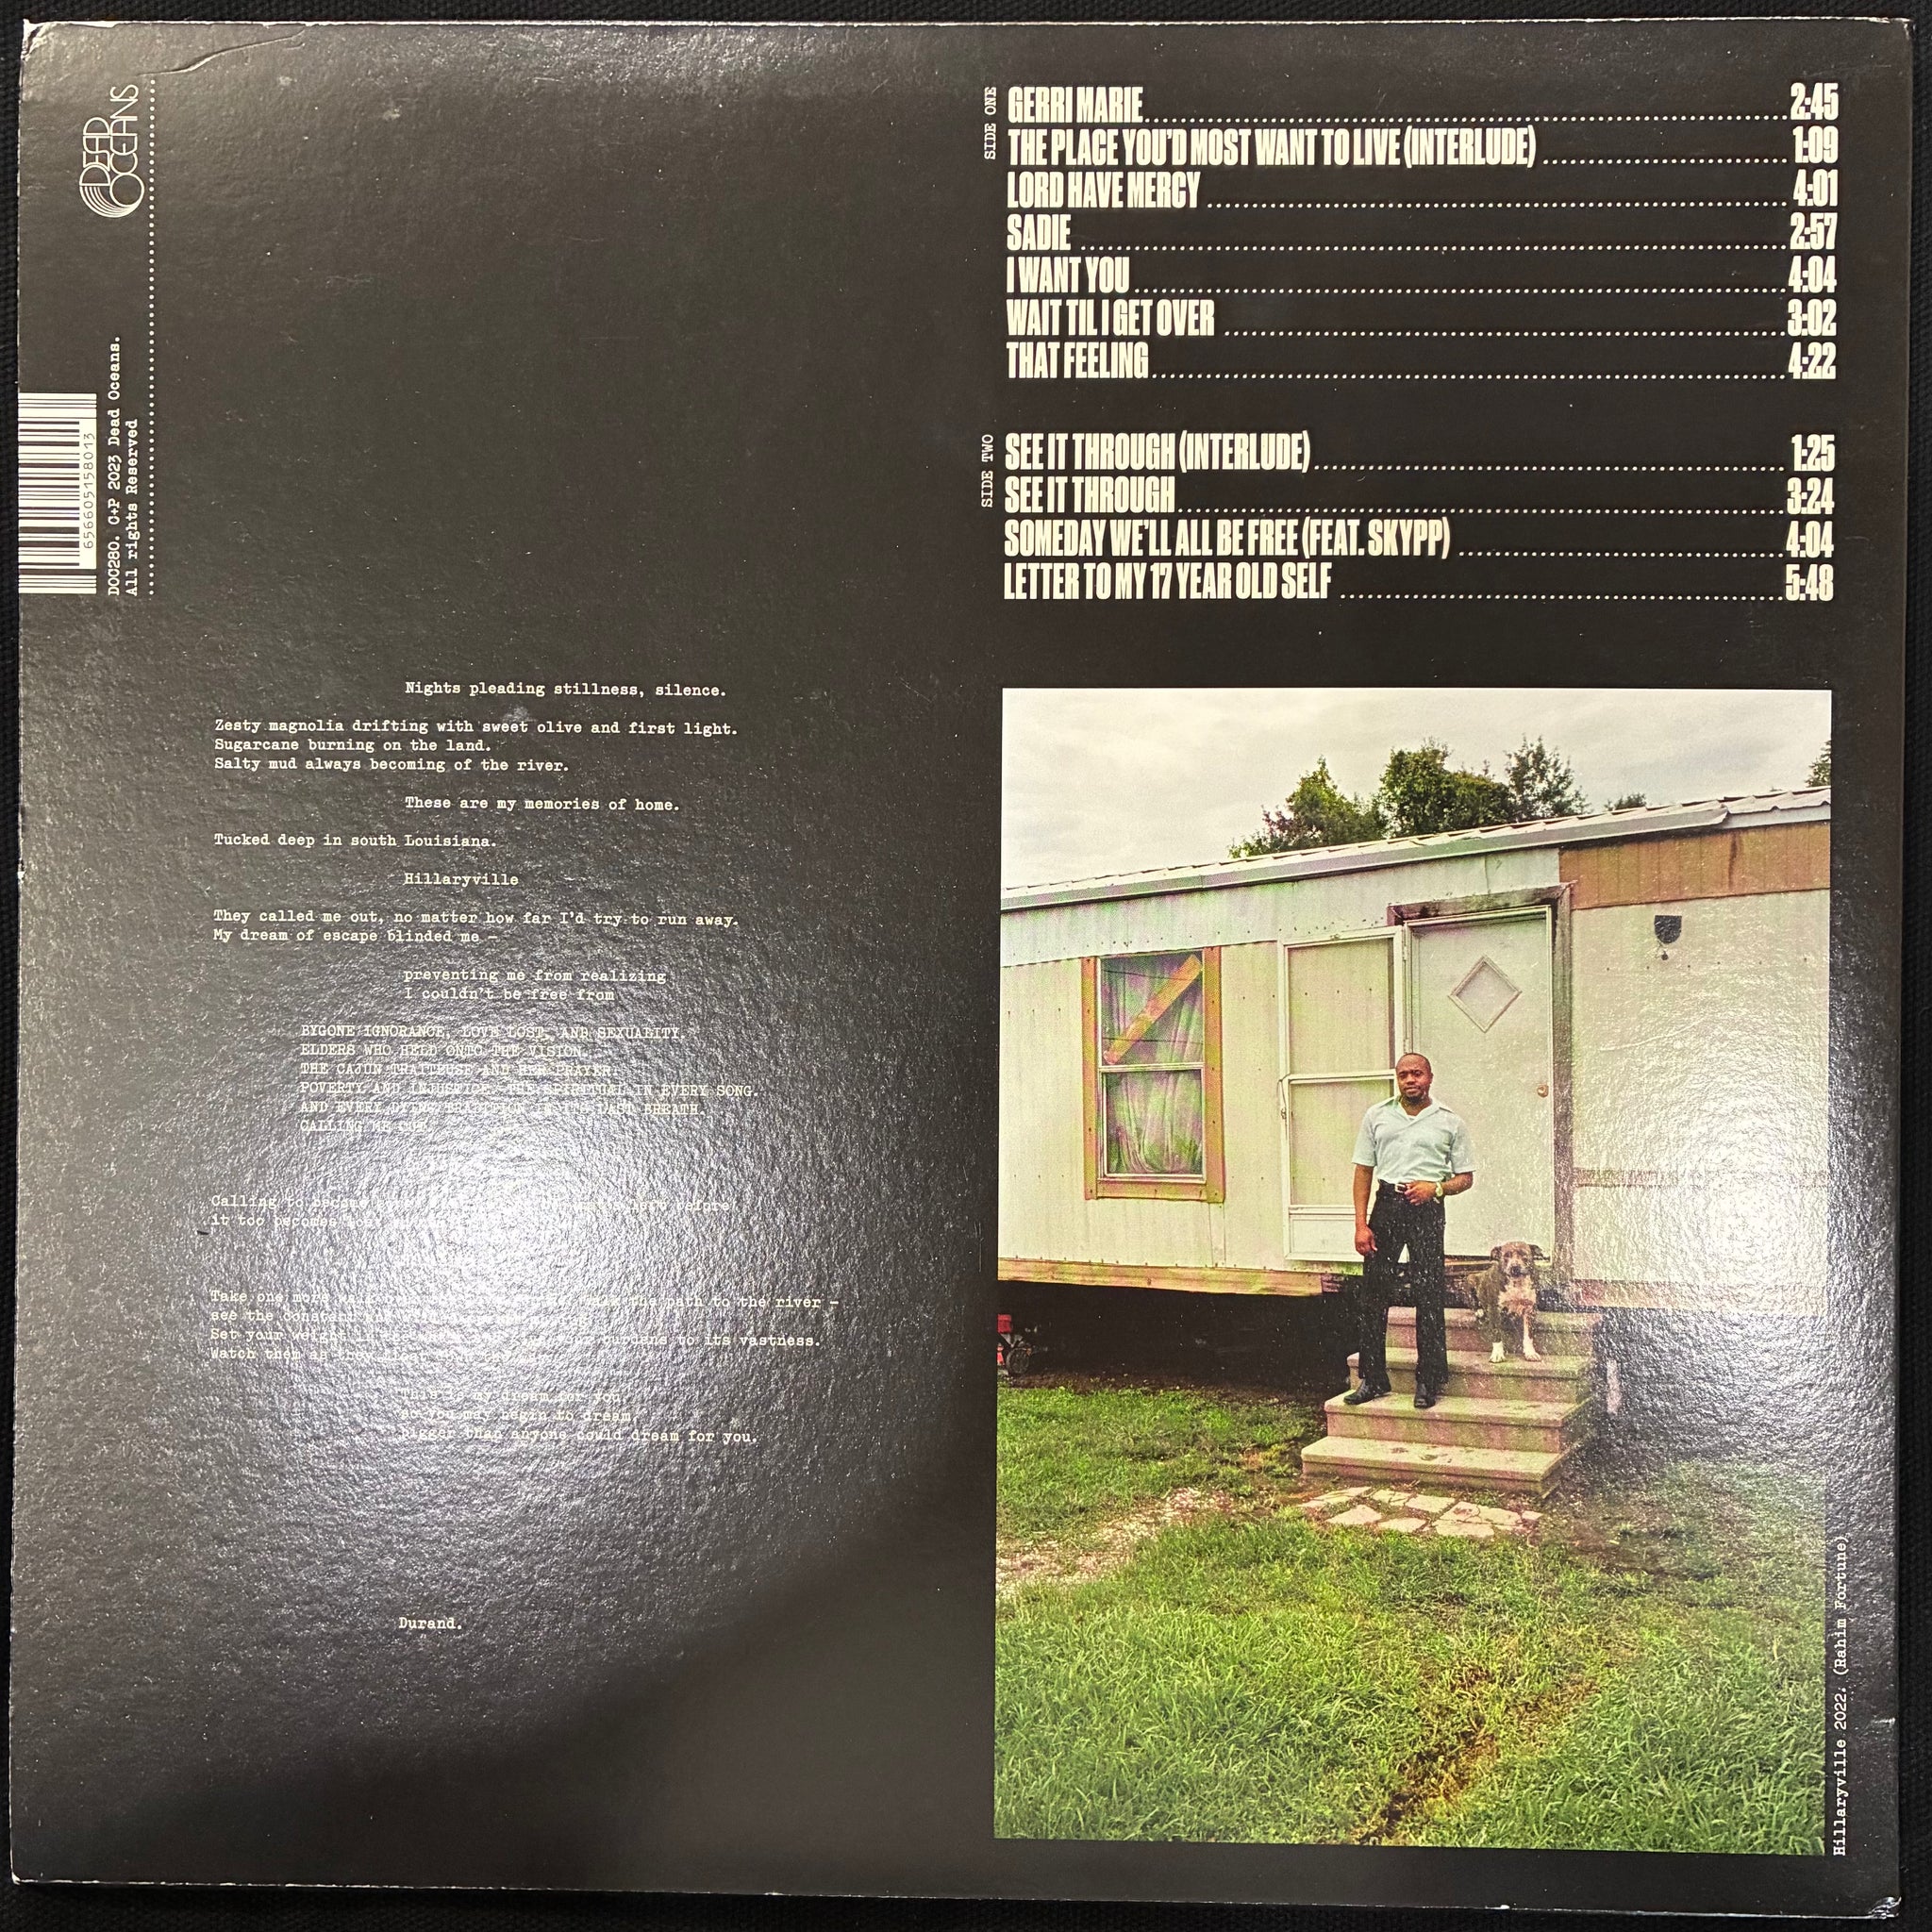 DEAD
OCEANS
656605158013
DOC280. C+P 2023 Dead Oceans.
All rights Reserved
SIDE ONE
GERRI MARIE 2:45
THE PLACE YOU'D MOST WANT TO LIVE (INTERLUDE) 1:09
LORD HAVE MERCY 4:01
SADIE 2:57
I WANT YOU 4:04
WAIT TIL I GET OVER 3:02
THAT FEELING 4:22
SIDE TWO
SEE IT THROUGH (INTERLUDE) 1:25
SEE IT THROUGH 3:24
SOMEDAY WE'LL ALL BE FREE (FEAT. SKYPP) 4:04
LETTER TO MY 17 YEAR OLD SELF 5:48
Nights pleading stillness, silence.
Zesty magnolia drifting with sweet olive and first light.
Sugarcane burning on the land.
Salty mud always becoming of the river.
These are my memories of home.
Tucked deep in south Louisiana.
Hillaryville
They called me out, no matter how far I'd try to run away.
My dream of escape blinded me —
preventing me from realizing
I couldn't be free from
BYGONE IGNORANCE, LOVE LOST, AND SEXUALITY.
ELDERS WHO HELD ONTO THE VISION.
THE CAJUN TRAITEUSE AND HER PRAYER.
POVERTY AND INJUSTICE. THE SPIRITUAL IN EVERY SONG.
AND EVERY DYING TRADITION IN ITS LAST BREATH.
CALLING ME OUT
Calling to become before
it too becomes lost
Take one more the path to the river —
see the constant
Set your weight your burdens to its vastness.
Watch them as they float
This is my dream for you
so you may begin to dream
bigger than anyone could dream for you.
Durand.
Hillaryville 2022. (Rahim Fortune)